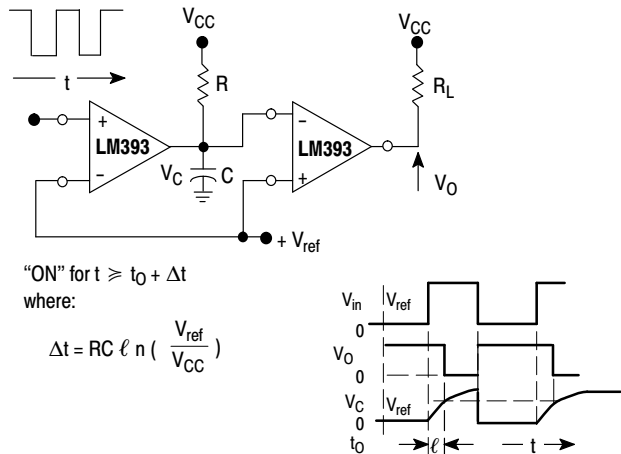 V_CC
V_CC
t
R
R_L
+
LM393
−
V_C
C
−
LM393
+
V_O
+ V_ref
"ON" for t ⩾ t_O + Δt
where:
Δt = RC ℓ n ( V_ref / V_CC )
V_in
V_ref
0
V_O
0
V_C
V_ref
0
t_O
ℓ
t